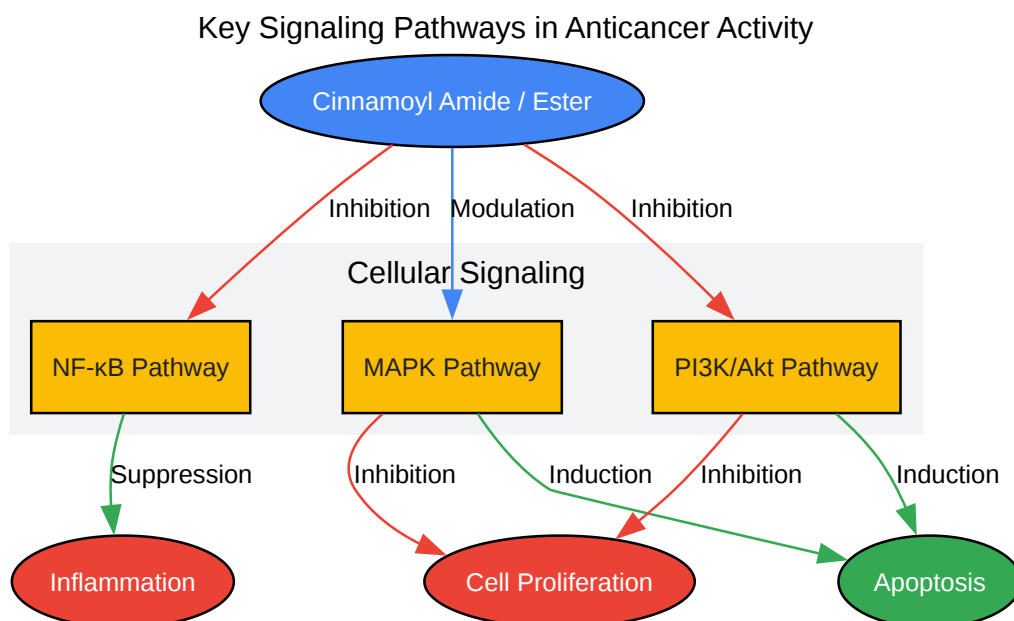 Key Signaling Pathways in Anticancer Activity
Cinnamoyl Amide / Ester
Inhibition
Modulation
Inhibition
Cellular Signaling
NF-κB Pathway
MAPK Pathway
PI3K/Akt Pathway
Suppression
Inhibition
Induction
Inhibition
Induction
Inflammation
Cell Proliferation
Apoptosis